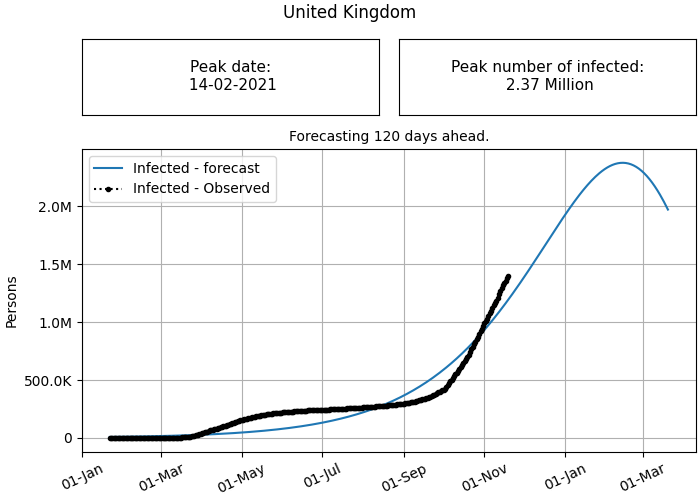 United Kingdom
Peak date:
14-02-2021
Peak number of infected:
2.37 Million
Forecasting 120 days ahead.
Infected - forecast
Infected - Observed
Persons
2.0M
1.5M
1.0M
500.0K
0
01-Jan
01-Mar
01-May
01-Jul
01-Sep
01-Nov
01-Jan
01-Mar